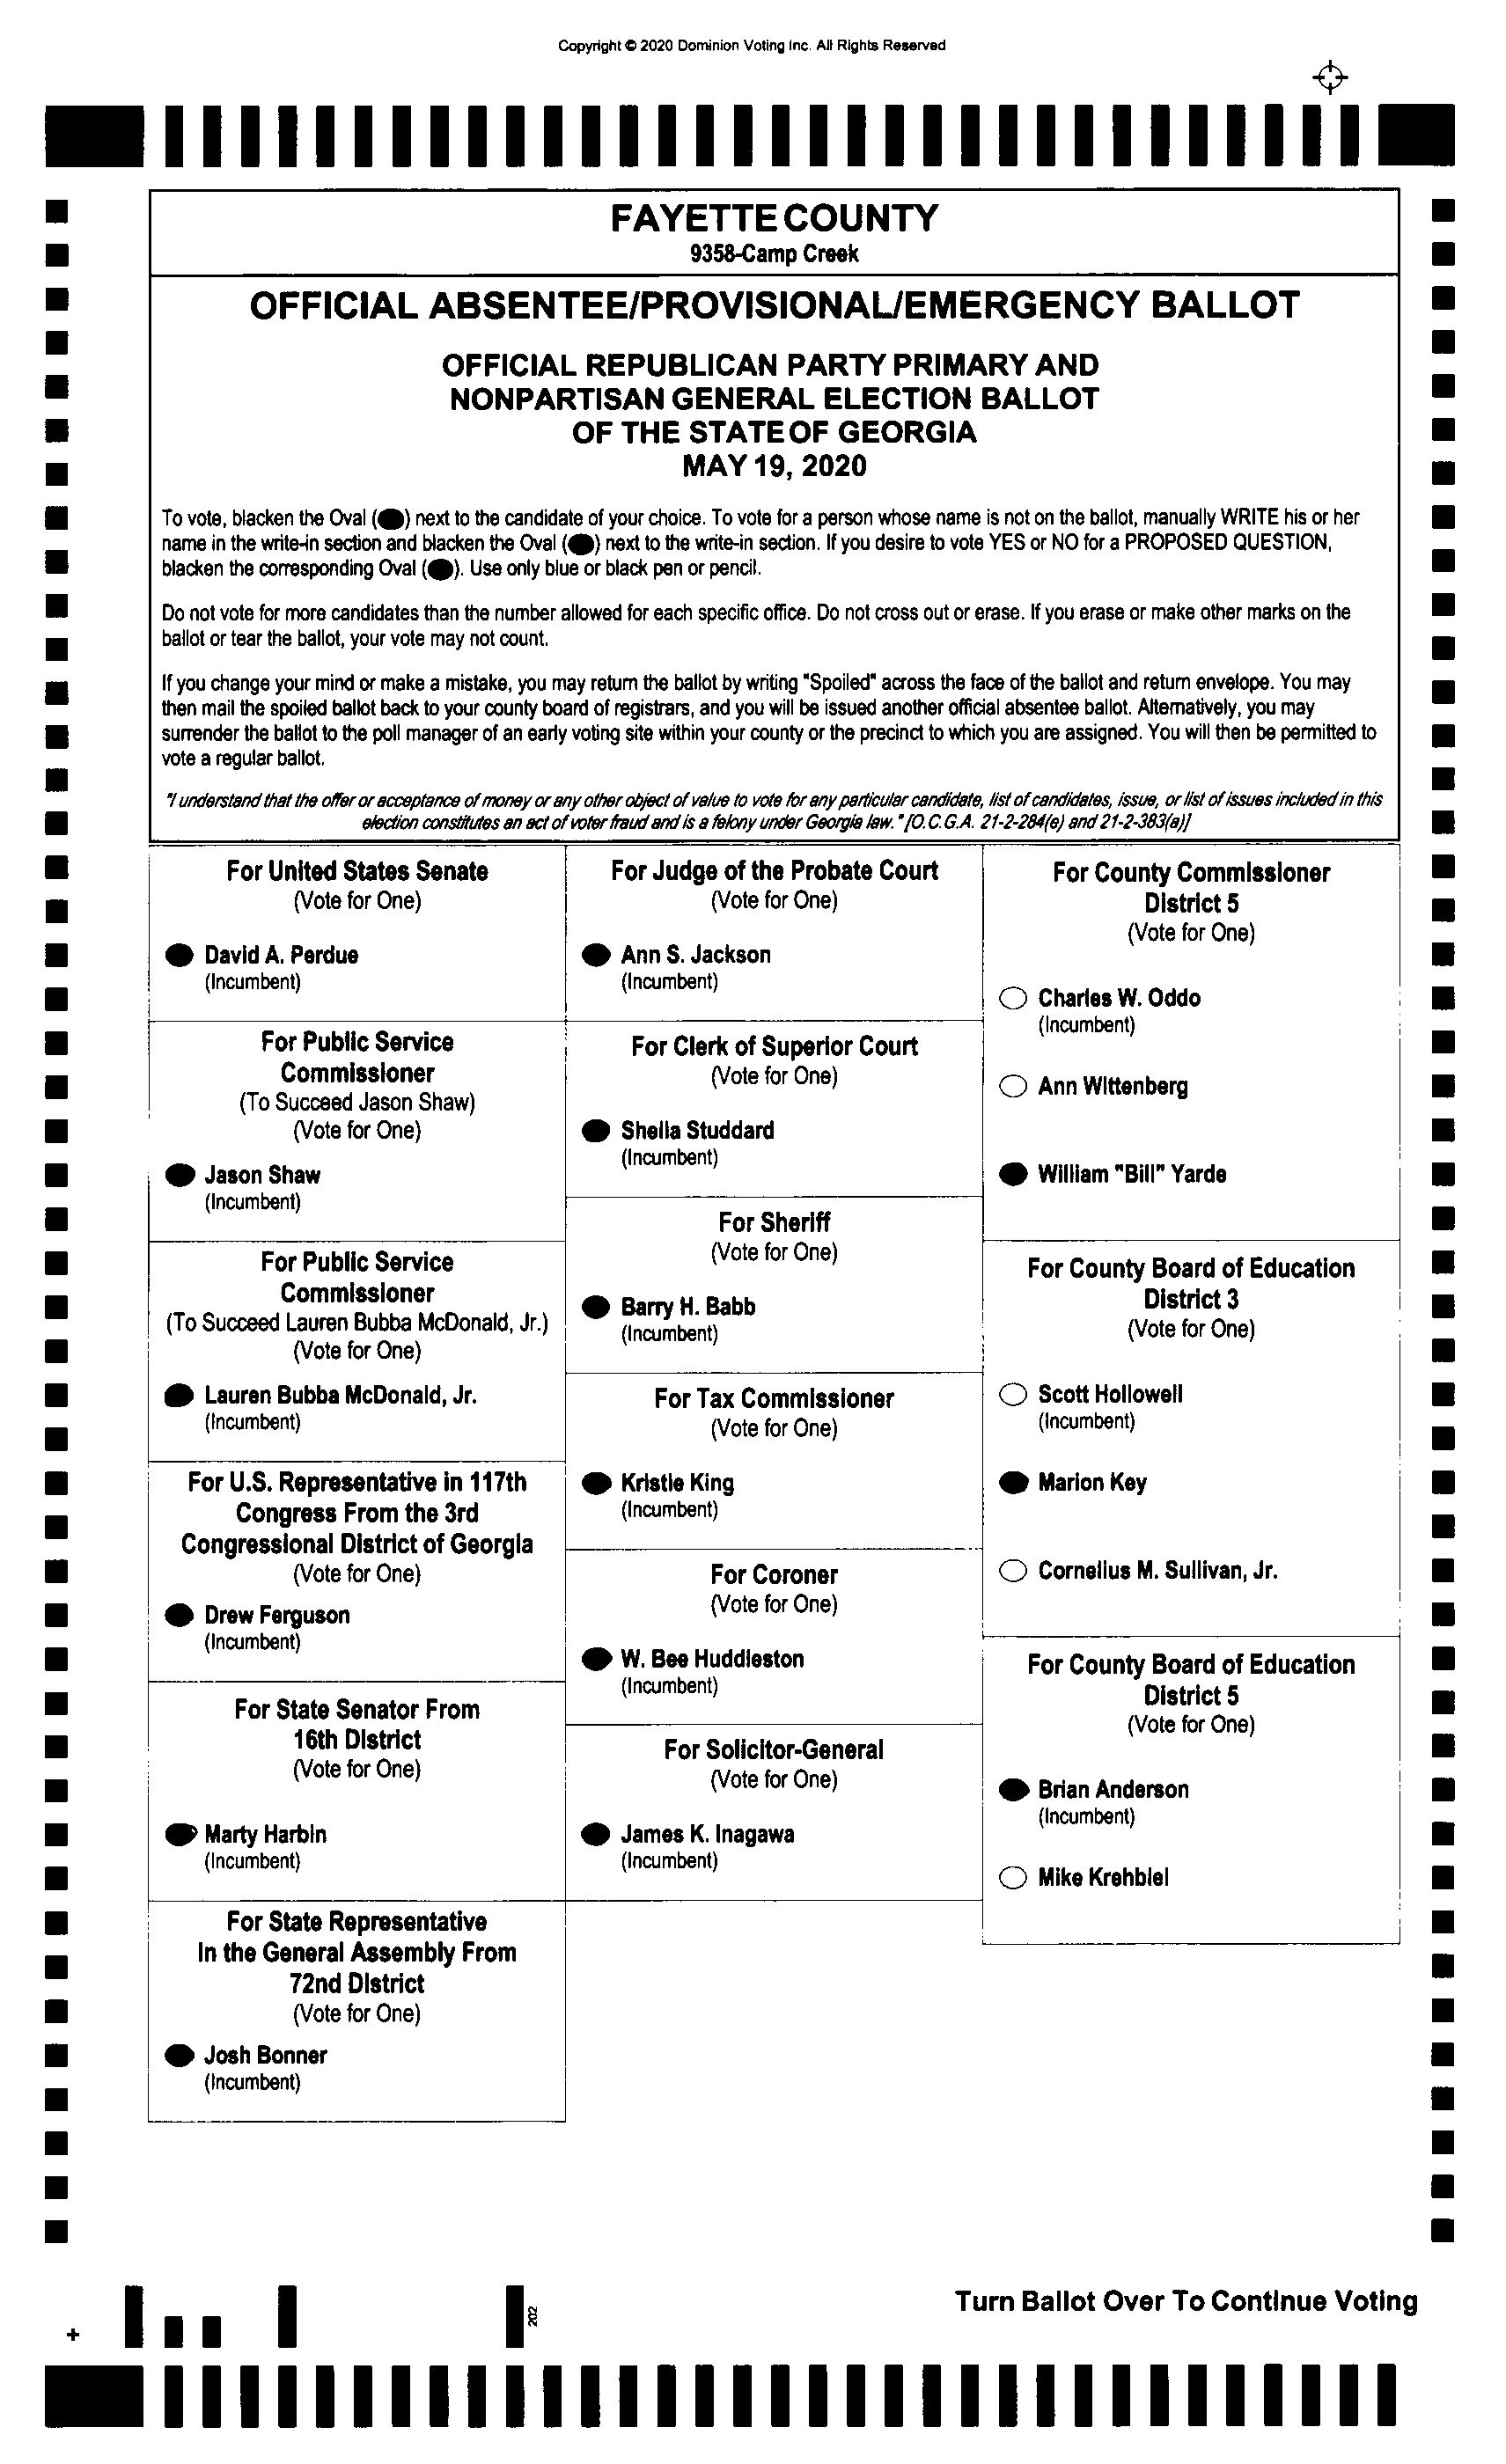 Copyright © 2020 Dominion Voting Inc. All Rights Reserved
FAYETTE COUNTY
9358-Camp Creek
OFFICIAL ABSENTEE/PROVISIONAL/EMERGENCY BALLOT
OFFICIAL REPUBLICAN PARTY PRIMARY AND
NONPARTISAN GENERAL ELECTION BALLOT
OF THE STATE OF GEORGIA
MAY 19, 2020
To vote, blacken the Oval (●) next to the candidate of your choice. To vote for a person whose name is not on the ballot, manually WRITE his or her
name in the write-in section and blacken the Oval (●) next to the write-in section. If you desire to vote YES or NO for a PROPOSED QUESTION,
blacken the corresponding Oval (●). Use only blue or black pen or pencil.
Do not vote for more candidates than the number allowed for each specific office. Do not cross out or erase. If you erase or make other marks on the
ballot or tear the ballot, your vote may not count.
If you change your mind or make a mistake, you may return the ballot by writing "Spoiled" across the face of the ballot and return envelope. You may
then mail the spoiled ballot back to your county board of registrars, and you will be issued another official absentee ballot. Alternatively, you may
surrender the ballot to the poll manager of an early voting site within your county or the precinct to which you are assigned. You will then be permitted to
vote a regular ballot.
"I understand that the offer or acceptance of money or any other object of value to vote for any particular candidate, list of candidates, issue, or list of issues included in this
election constitutes an act of voter fraud and is a felony under Georgia law." [O.C.G.A. 21-2-284(e) and 21-2-383(a)]
For United States Senate
(Vote for One)
David A. Perdue
(Incumbent)
For Public Service
Commissioner
(To Succeed Jason Shaw)
(Vote for One)
Jason Shaw
(Incumbent)
For Public Service
Commissioner
(To Succeed Lauren Bubba McDonald, Jr.)
(Vote for One)
Lauren Bubba McDonald, Jr.
(Incumbent)
For U.S. Representative in 117th
Congress From the 3rd
Congressional District of Georgia
(Vote for One)
Drew Ferguson
(Incumbent)
For State Senator From
16th District
(Vote for One)
Marty Harbin
(Incumbent)
For State Representative
In the General Assembly From
72nd District
(Vote for One)
Josh Bonner
(Incumbent)
For Judge of the Probate Court
(Vote for One)
Ann S. Jackson
(Incumbent)
For Clerk of Superior Court
(Vote for One)
Sheila Studdard
(Incumbent)
For Sheriff
(Vote for One)
Barry H. Babb
(Incumbent)
For Tax Commissioner
(Vote for One)
Kristie King
(Incumbent)
For Coroner
(Vote for One)
W. Bee Huddleston
(Incumbent)
For Solicitor-General
(Vote for One)
James K. Inagawa
(Incumbent)
For County Commissioner
District 5
(Vote for One)
Charles W. Oddo
(Incumbent)
Ann Wittenberg
William "Bill" Yarde
For County Board of Education
District 3
(Vote for One)
Scott Hollowell
(Incumbent)
Marion Key
Cornelius M. Sullivan, Jr.
For County Board of Education
District 5
(Vote for One)
Brian Anderson
(Incumbent)
Mike Krehbiel
Turn Ballot Over To Continue Voting
202